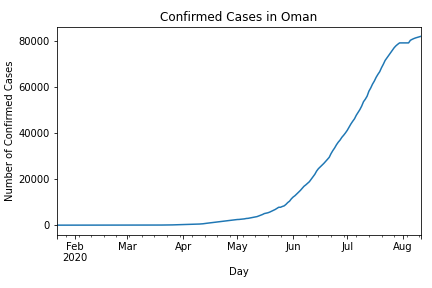 Confirmed Cases in Oman
Number of Confirmed Cases
80000
60000
40000
20000
0
Feb Mar Apr May Jun Jul Aug
2020
Day